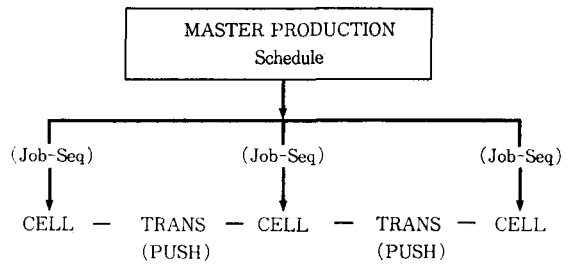 MASTER PRODUCTION
Schedule
(Job-Seq) (Job-Seq) (Job-Seq)
CELL — TRANS — CELL — TRANS — CELL
(PUSH) (PUSH)